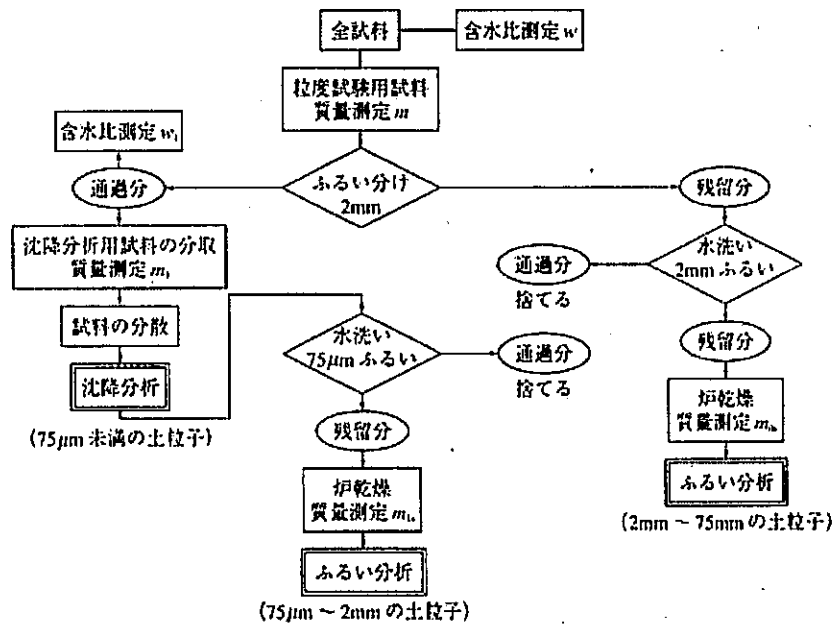 全試料
含水比測定 w
粒度試験用試料
質量測定 m
含水比測定 w₁
通過分
ふるい分け
2mm
残留分
沈降分析用試料の分取
質量測定 m₁
通過分
捨てる
水洗い
2mm ふるい
試料の分散
水洗い
75μm ふるい
通過分
捨てる
残留分
沈降分析
(75μm 未満の土粒子)
残留分
炉乾燥
質量測定
炉乾燥
質量測定
ふるい分析
(2mm ~ 75mm の土粒子)
ふるい分析
(75μm ~ 2mm の土粒子)